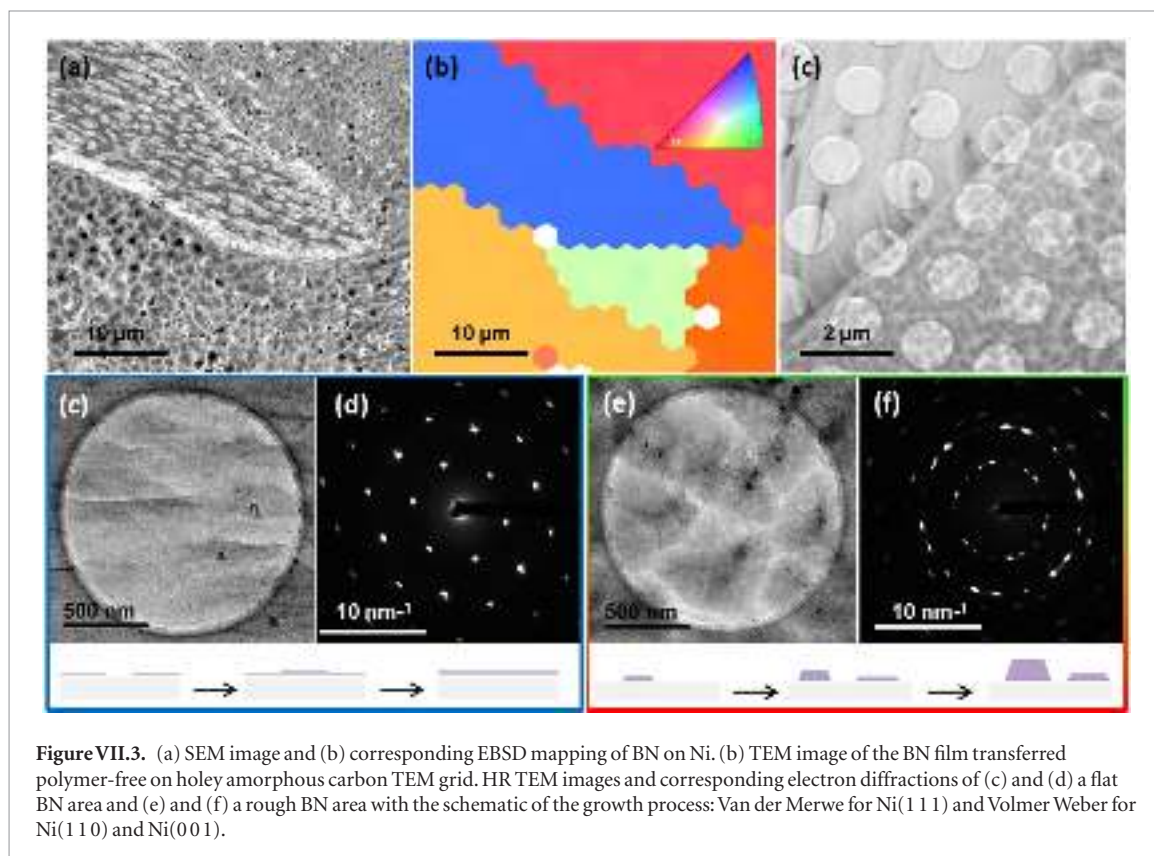 (a)
(b)
(c)
10 µm
10 µm
2 µm
(c)
(d)
(e)
(f)
500 nm
10 nm-1
500 nm
10 nm-1
Figure VII.3. (a) SEM image and (b) corresponding EBSD mapping of BN on Ni. (b) TEM image of the BN film transferred
polymer-free on holey amorphous carbon TEM grid. HR TEM images and corresponding electron diffractions of (c) and (d) a flat
BN area and (e) and (f) a rough BN area with the schematic of the growth process: Van der Merwe for Ni(1 1 1) and Volmer Weber for
Ni(1 1 0) and Ni(0 0 1).